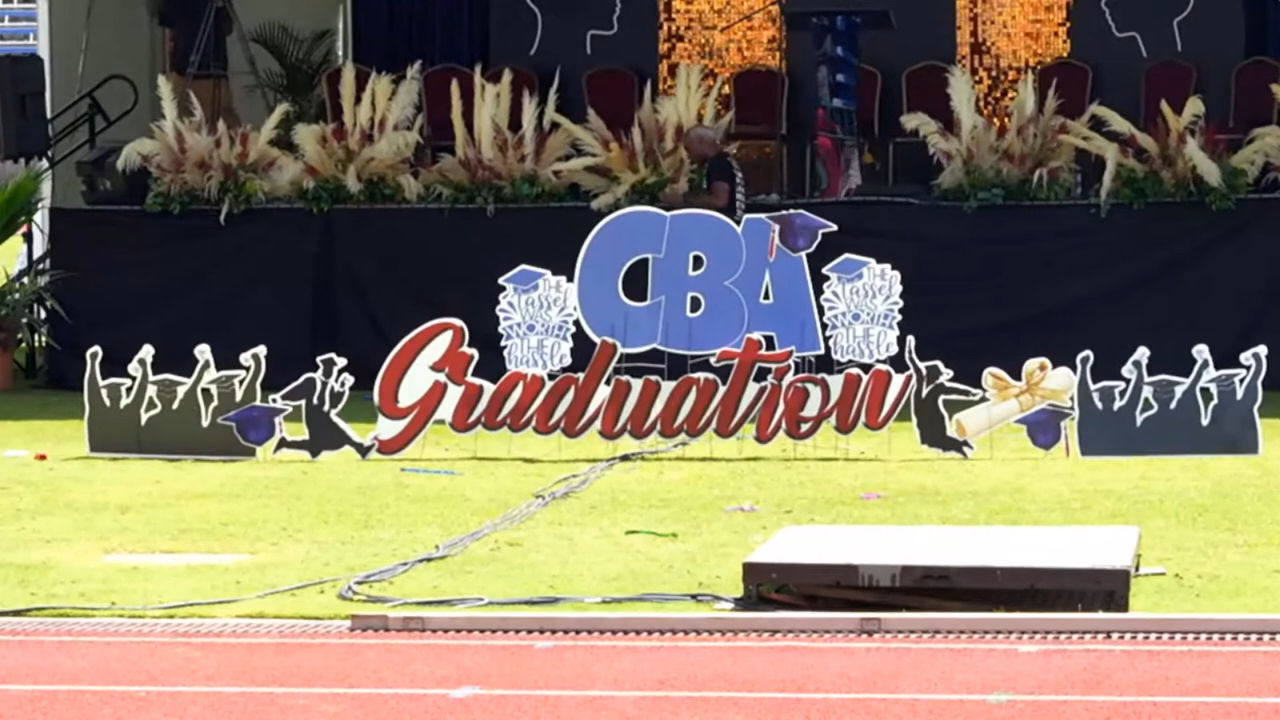 CBA
THE
tassel
WAS
WORTH
THE
hassle
THE
tassel
WAS
WORTH
THE
hassle
Graduation